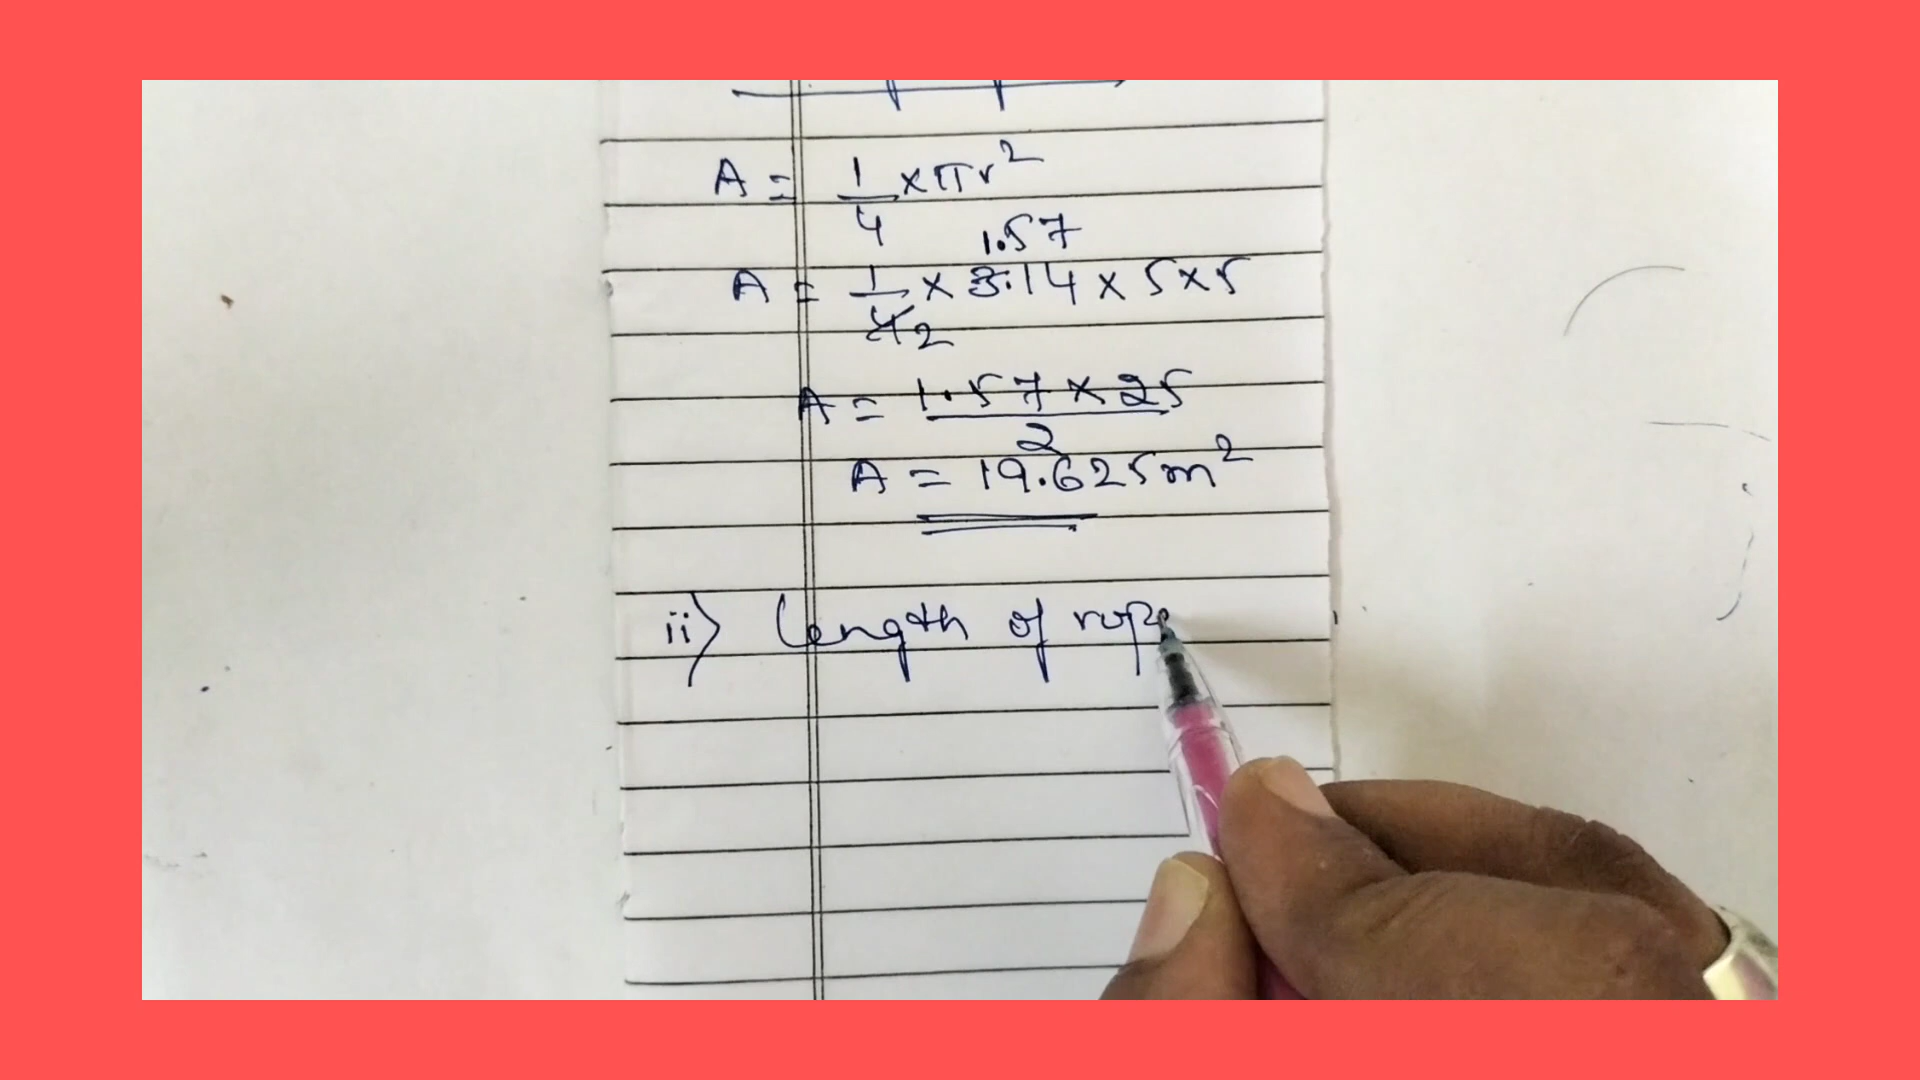 A = 1/4 × πr²
1.57
A = 1/4 × 3.14 × 5 × 5
2
A = 1.57 × 25 / 2
A = 19.625 m²
ii) Length of rope